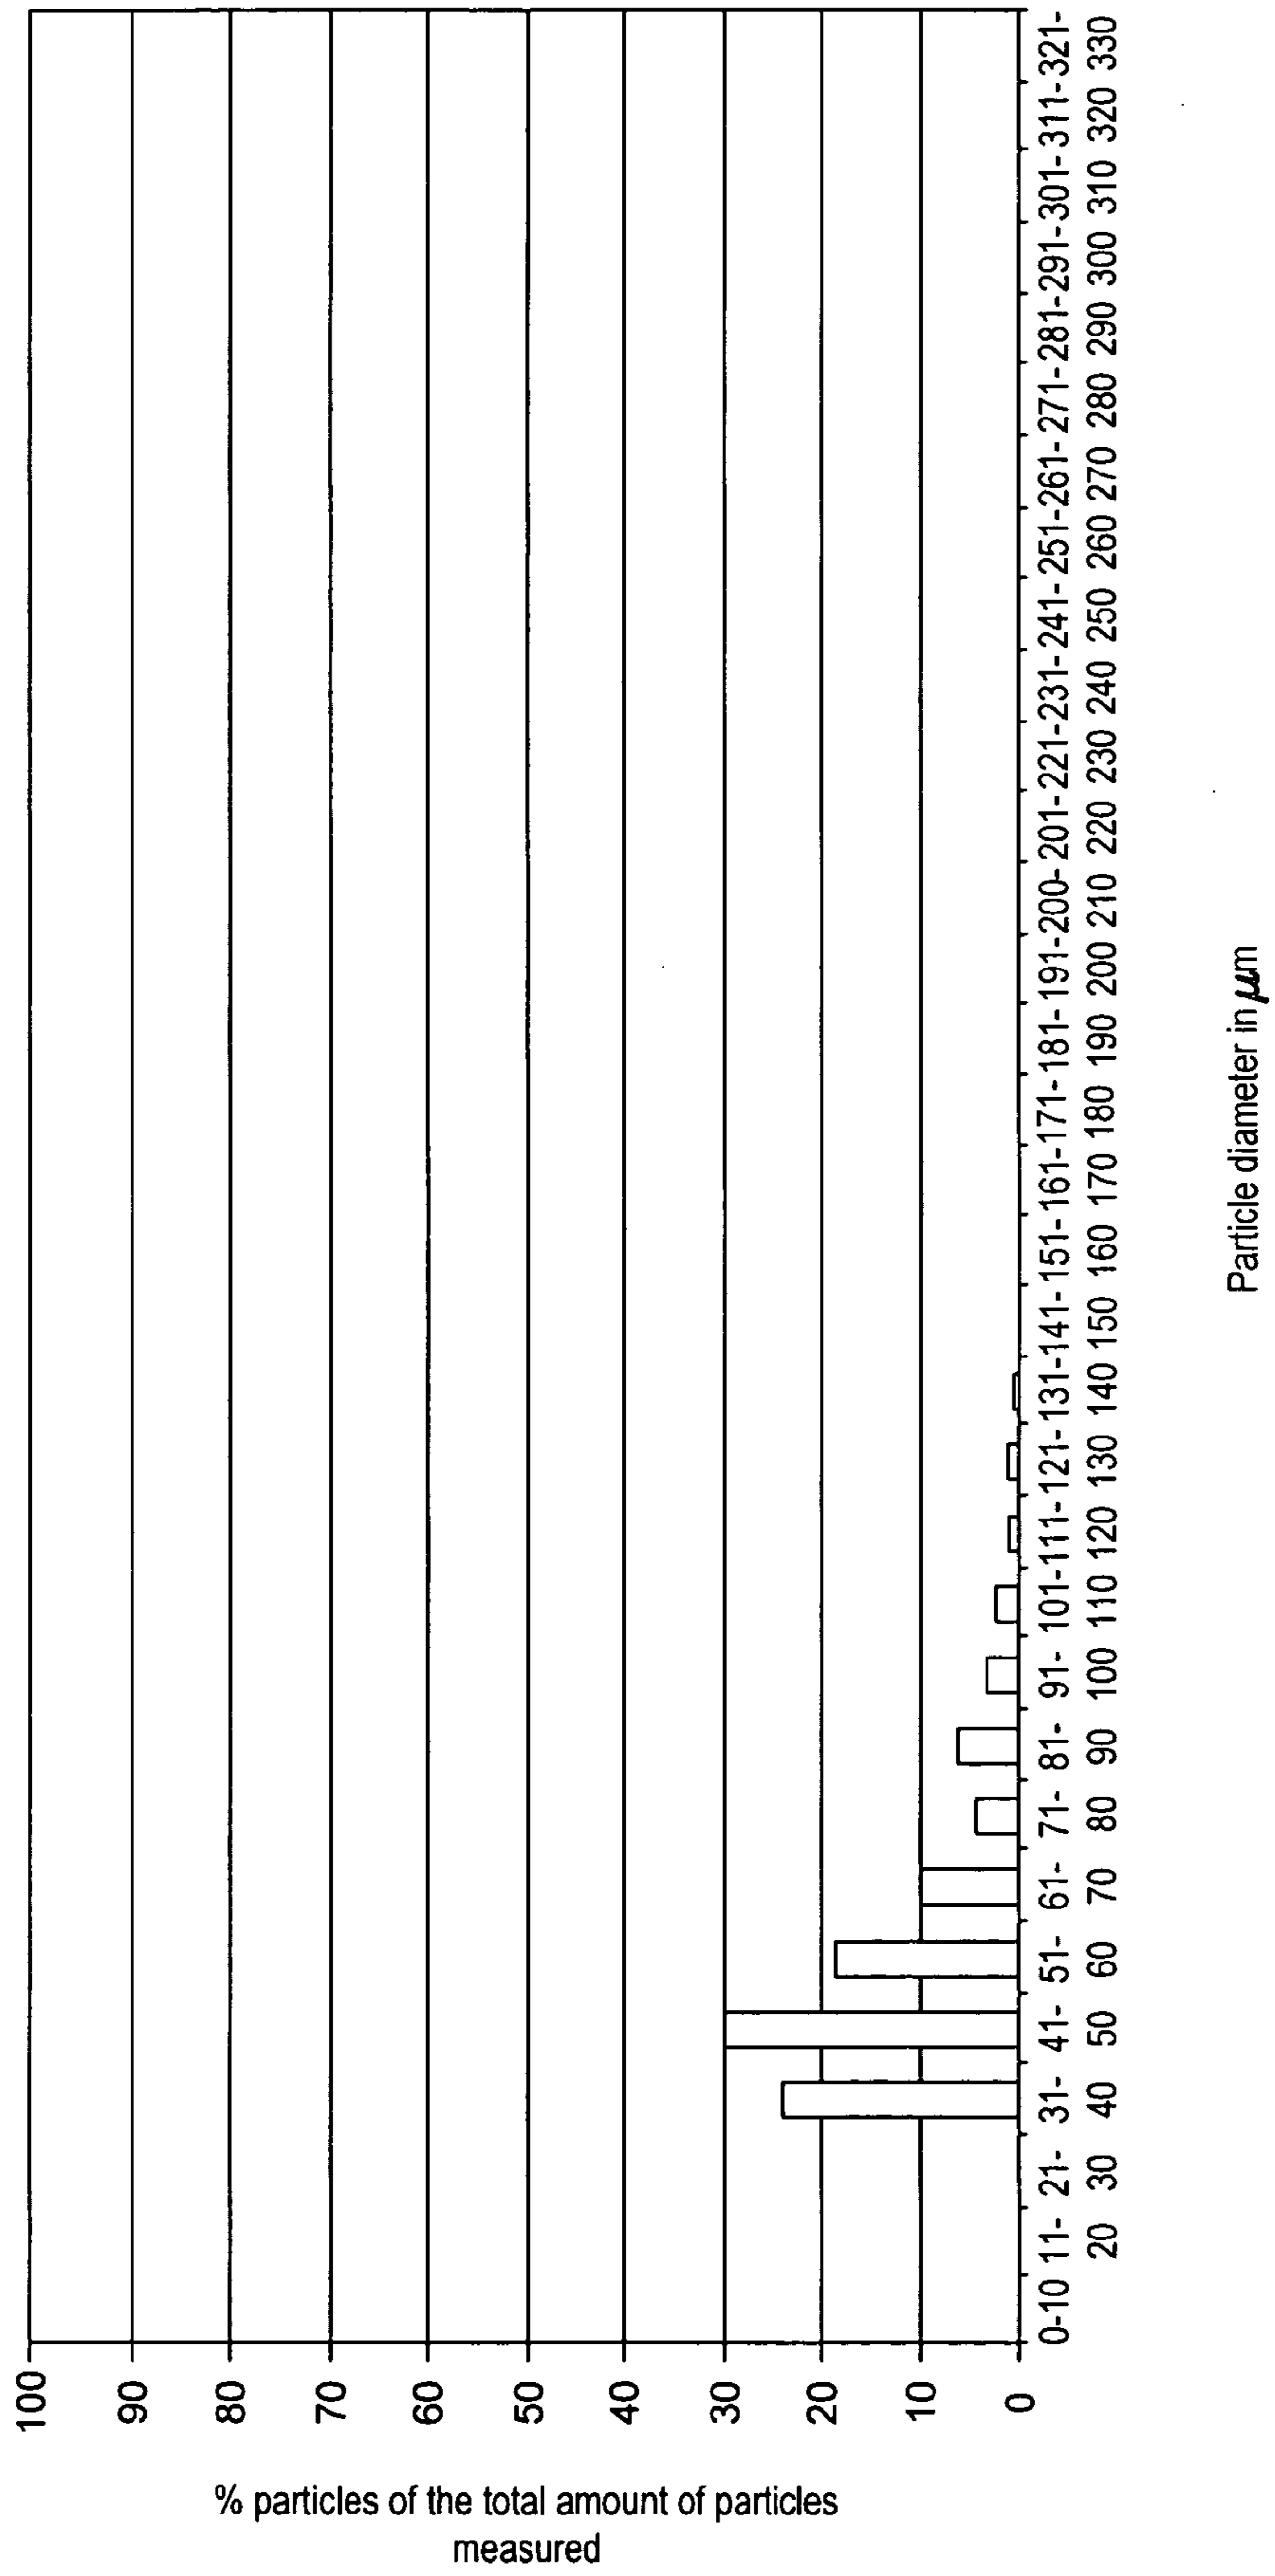 % particles of the total amount of particles
measured
100
90
80
70
60
50
40
30
20
10
0
0-10 11- 21- 31- 41- 51- 61- 71- 81- 91- 101- 111- 121- 131- 141- 151- 161- 171- 181- 191- 200- 201- 221- 231- 241- 251- 261- 271- 281- 291- 301- 311- 321-
20 30 40 50 60 70 80 90 100 110 120 130 140 150 160 170 180 190 200 210 220 230 240 250 260 270 280 290 300 310 320 330
Particle diameter in µm